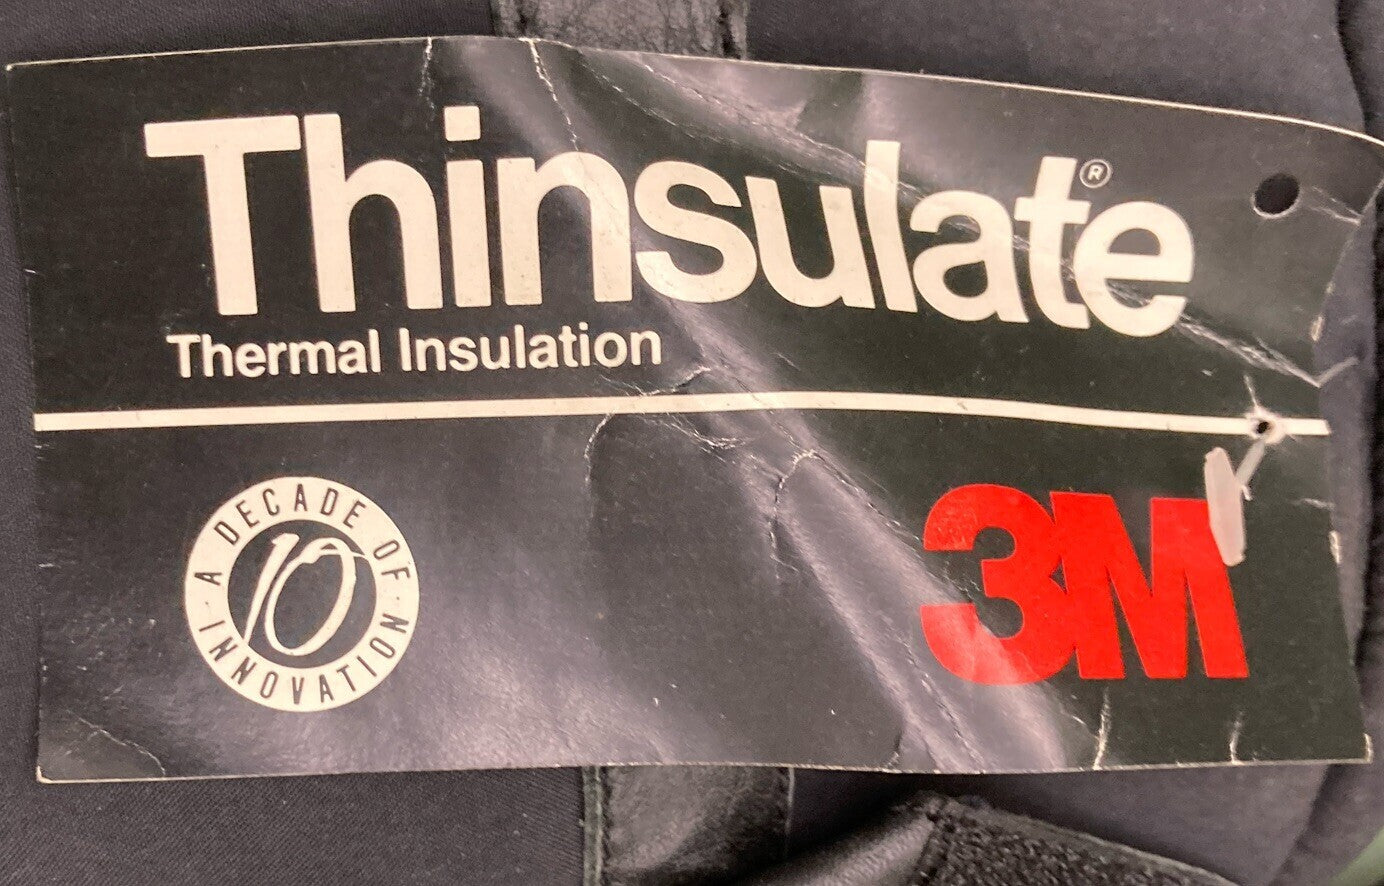 Thinsulate®
Thermal Insulation
A DECADE OF
10
·INNOVATION·
3M